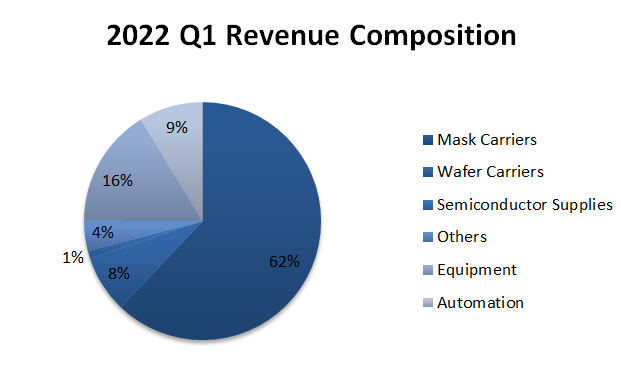 2022 Q1 Revenue Composition
9%
16%
4%
1%
8%
62%
Mask Carriers
Wafer Carriers
Semiconductor Supplies
Others
Equipment
Automation